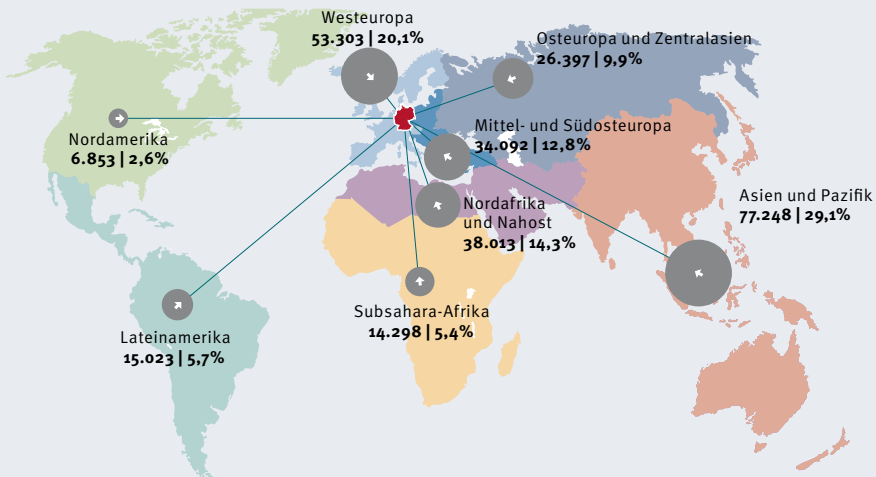 Westeuropa
53.303 | 20,1%
Osteuropa und Zentralasien
26.397 | 9,9%
Nordamerika
6.853 | 2,6%
Mittel- und Südosteuropa
34.092 | 12,8%
Asien und Pazifik
77.248 | 29,1%
Nordafrika
und Nahost
38.013 | 14,3%
Subsahara-Afrika
14.298 | 5,4%
Lateinamerika
15.023 | 5,7%